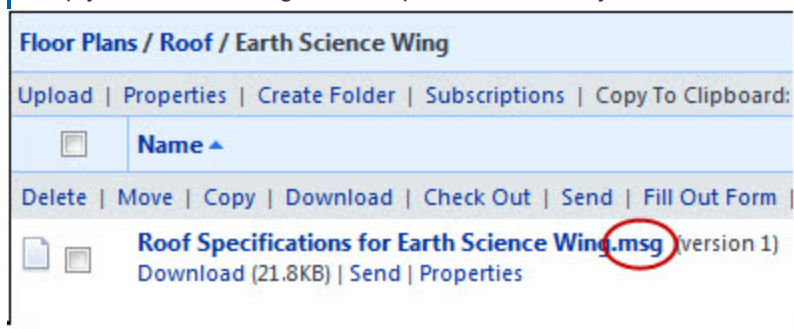 Floor Plans / Roof / Earth Science Wing
Upload | Properties | Create Folder | Subscriptions | Copy To Clipboard:
Name
Delete | Move | Copy | Download | Check Out | Send | Fill Out Form |
Roof Specifications for Earth Science Wing.msg (version 1)
Download (21.8KB) | Send | Properties